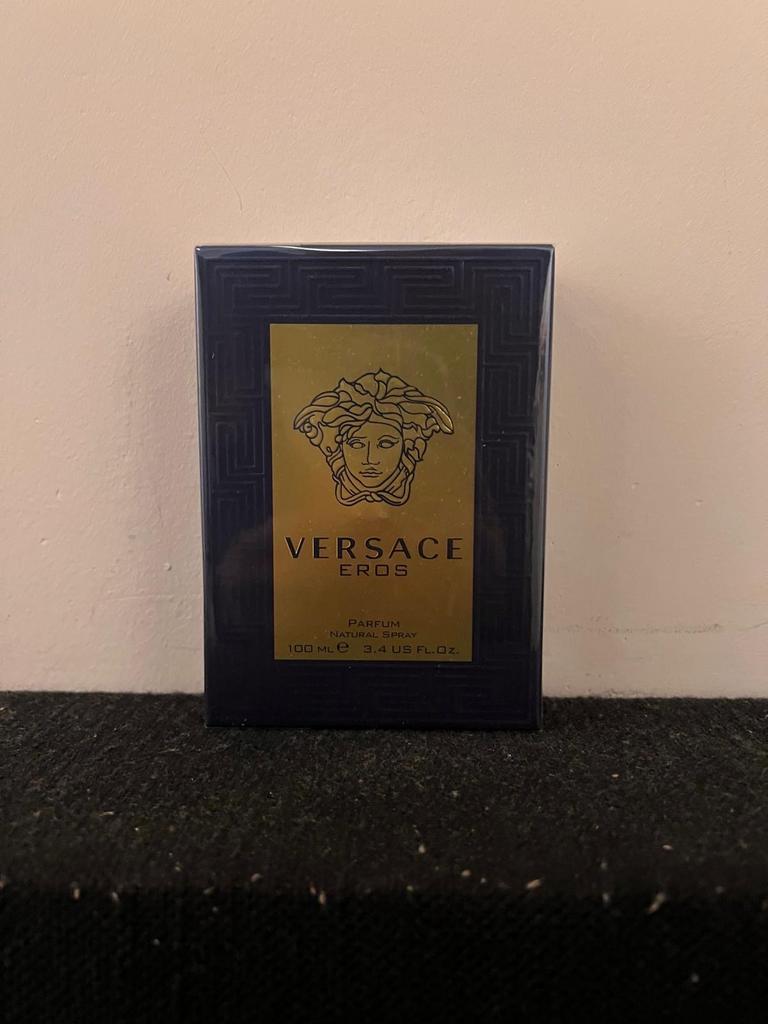 VERSACE
EROS
PARFUM
NATURAL SPRAY
100 ML e 3.4 US FL.OZ.